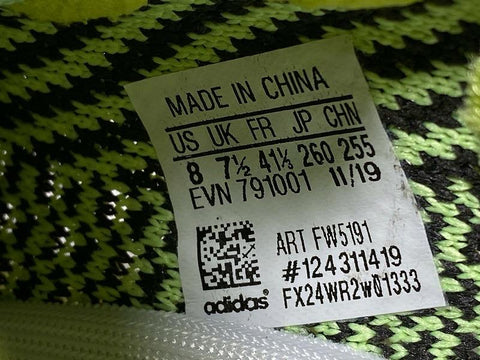 MADE IN CHINA
US UK FR JP CHN
8 7½ 41⅓ 260 255
EVN 791001 11/19
ART FW5191
#124311419
adidas® FX24WR2W01333